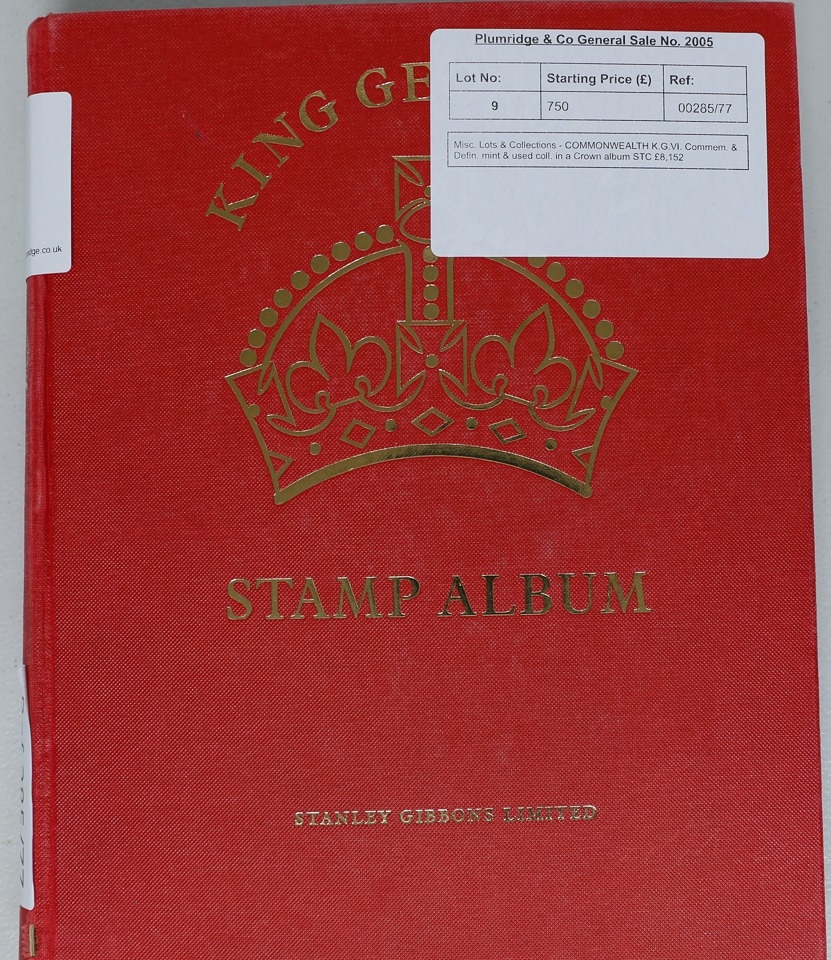 Plumridge & Co General Sale No. 2005
Lot No: Starting Price (£) Ref:
9 750 00285/77
Misc. Lots & Collections - COMMONWEALTH K.G.VI. Commem. &
Defin. mint & used coll. in a Crown album STC £8,152
KING GE
ridge.co.uk
STAMP ALBUM
STANLEY GIBBONS LIMITED